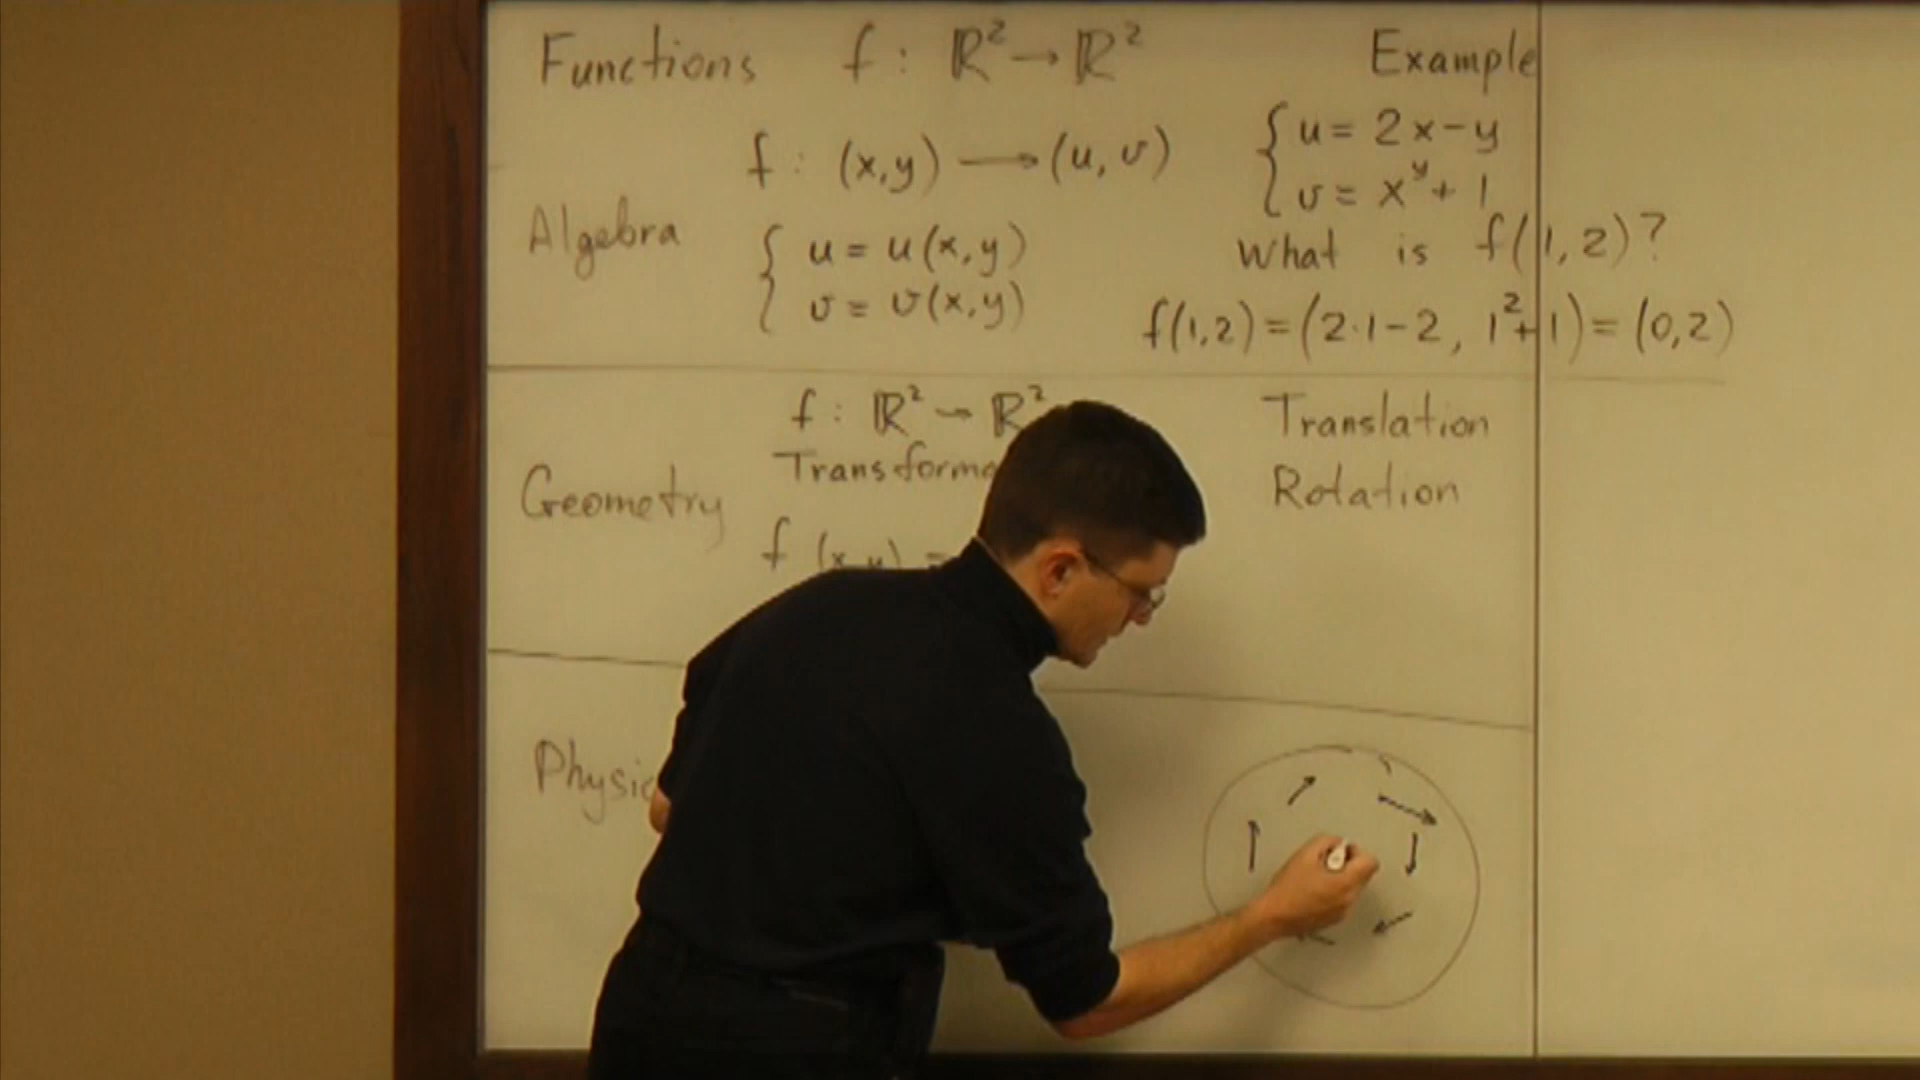 Functions f : ℝ² → ℝ² Example
f : (x,y) ⟶ (u, v) { u = 2x-y
v = x^y + 1
Algebra { u = u(x,y) What is f(1,2)?
v = v(x,y) f(1,2) = (2·1-2, 1²+1) = (0,2)
f : ℝ² → ℝ² Translation
Transforma
Geometry Rotation
f (x,y) =
Physic